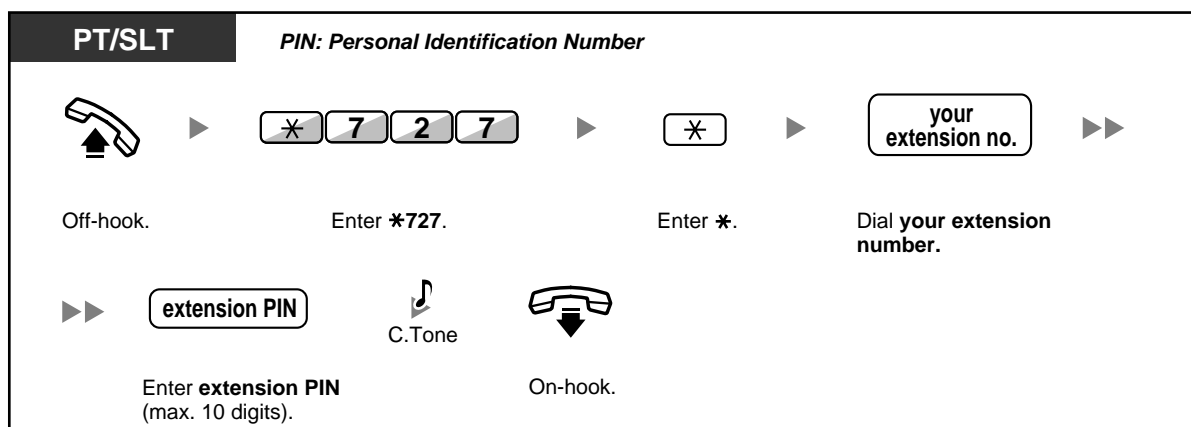 PT/SLT
PIN: Personal Identification Number
✳ 7 2 7
✳
your
extension no.
Off-hook.
Enter ✳727.
Enter ✳.
Dial your extension
number.
extension PIN
C.Tone
Enter extension PIN
(max. 10 digits).
On-hook.